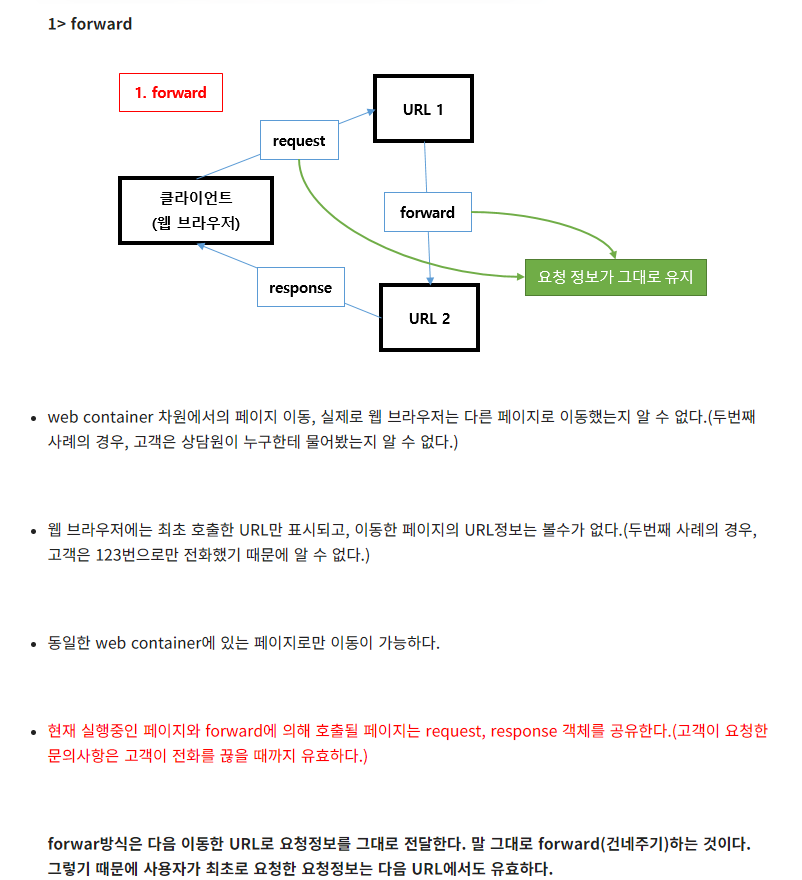 1> forward
1. forward
URL 1
request
클라이언트
(웹 브라우저)
forward
요청 정보가 그대로 유지
response
URL 2
web container 차원에서의 페이지 이동, 실제로 웹 브라우저는 다른 페이지로 이동했는지 알 수 없다.(두번째
사례의 경우, 고객은 상담원이 누구한테 물어봤는지 알 수 없다.)
웹 브라우저에는 최초 호출한 URL만 표시되고, 이동한 페이지의 URL정보는 볼수가 없다.(두번째 사례의 경우,
고객은 123번으로만 전화했기 때문에 알 수 없다.)
동일한 web container에 있는 페이지로만 이동이 가능하다.
현재 실행중인 페이지와 forward에 의해 호출될 페이지는 request, response 객체를 공유한다.(고객이 요청한
문의사항은 고객이 전화를 끊을 때까지 유효하다.)
forwar방식은 다음 이동한 URL로 요청정보를 그대로 전달한다. 말 그대로 forward(건네주기)하는 것이다.
그렇기 때문에 사용자가 최초로 요청한 요청정보는 다음 URL에서도 유효하다.